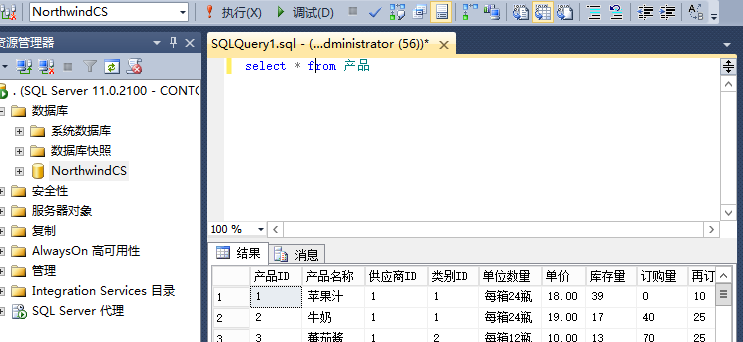 NorthwindCS
执行(X)
调试(D)
资源管理器
SQLQuery1.sql - (...dministrator (56))*
select * from 产品
. (SQL Server 11.0.2100 - CONTO
数据库
系统数据库
数据库快照
NorthwindCS
安全性
服务器对象
复制
AlwaysOn 高可用性
管理
Integration Services 目录
SQL Server 代理
100 %
结果
消息
产品ID 产品名称 供应商ID 类别ID 单位数量 单价 库存量 订购量 再订
1 1 苹果汁 1 1 每箱24瓶 18.00 39 0 10
2 2 牛奶 1 1 每箱24瓶 19.00 17 40 25
3 3 蕃茄酱 1 2 每箱12瓶 10.00 13 70 25